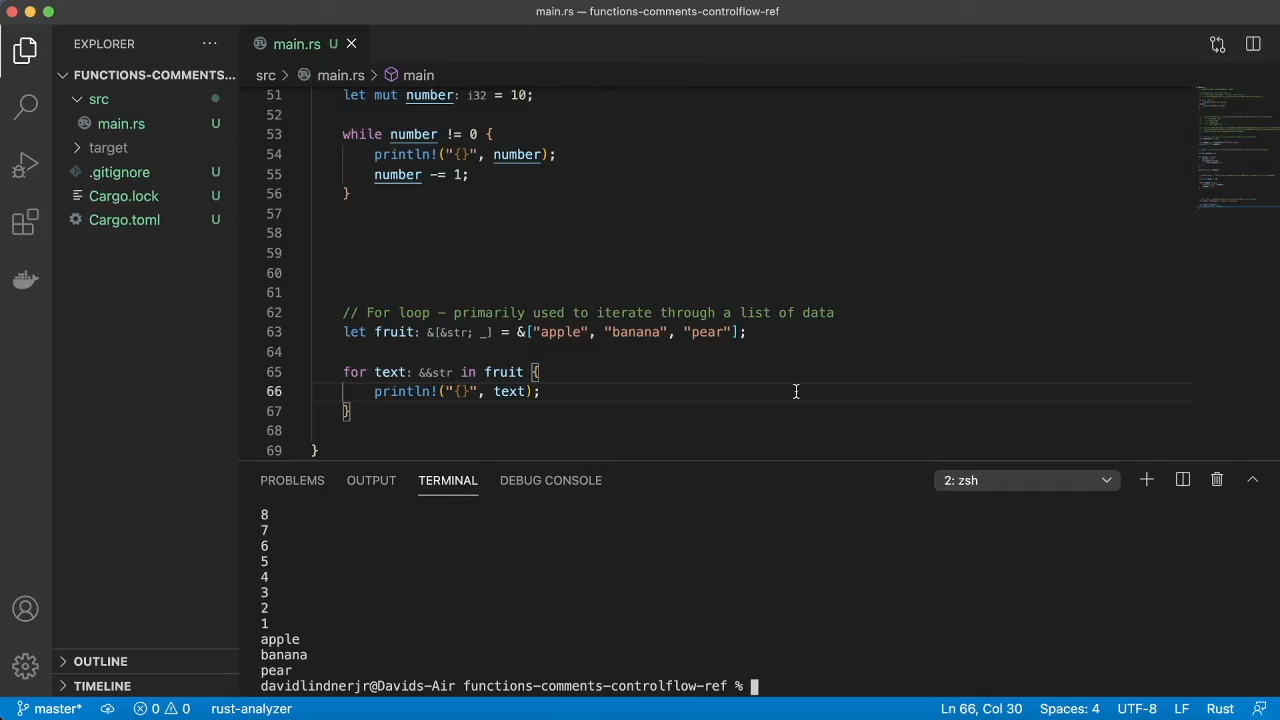 main.rs — functions-comments-controlflow-ref
EXPLORER ...
FUNCTIONS-COMMENTS...
src
main.rs U
target
.gitignore U
Cargo.lock U
Cargo.toml U
OUTLINE
TIMELINE
main.rs U
src > main.rs > main
51 let mut number: i32 = 10;
52
53 while number != 0 {
54 println!("{}", number);
55 number -= 1;
56 }
57
58
59
60
61
62 // For loop - primarily used to iterate through a list of data
63 let fruit: &[&str; _] = &["apple", "banana", "pear"];
64
65 for text: &&str in fruit {
66 println!("{}", text);
67 }
68
69 }
PROBLEMS OUTPUT TERMINAL DEBUG CONSOLE 2: zsh
8
7
6
5
4
3
2
1
apple
banana
pear
davidlindnerjr@Davids-Air functions-comments-controlflow-ref %
master* 0 0 rust-analyzer Ln 66, Col 30 Spaces: 4 UTF-8 LF Rust